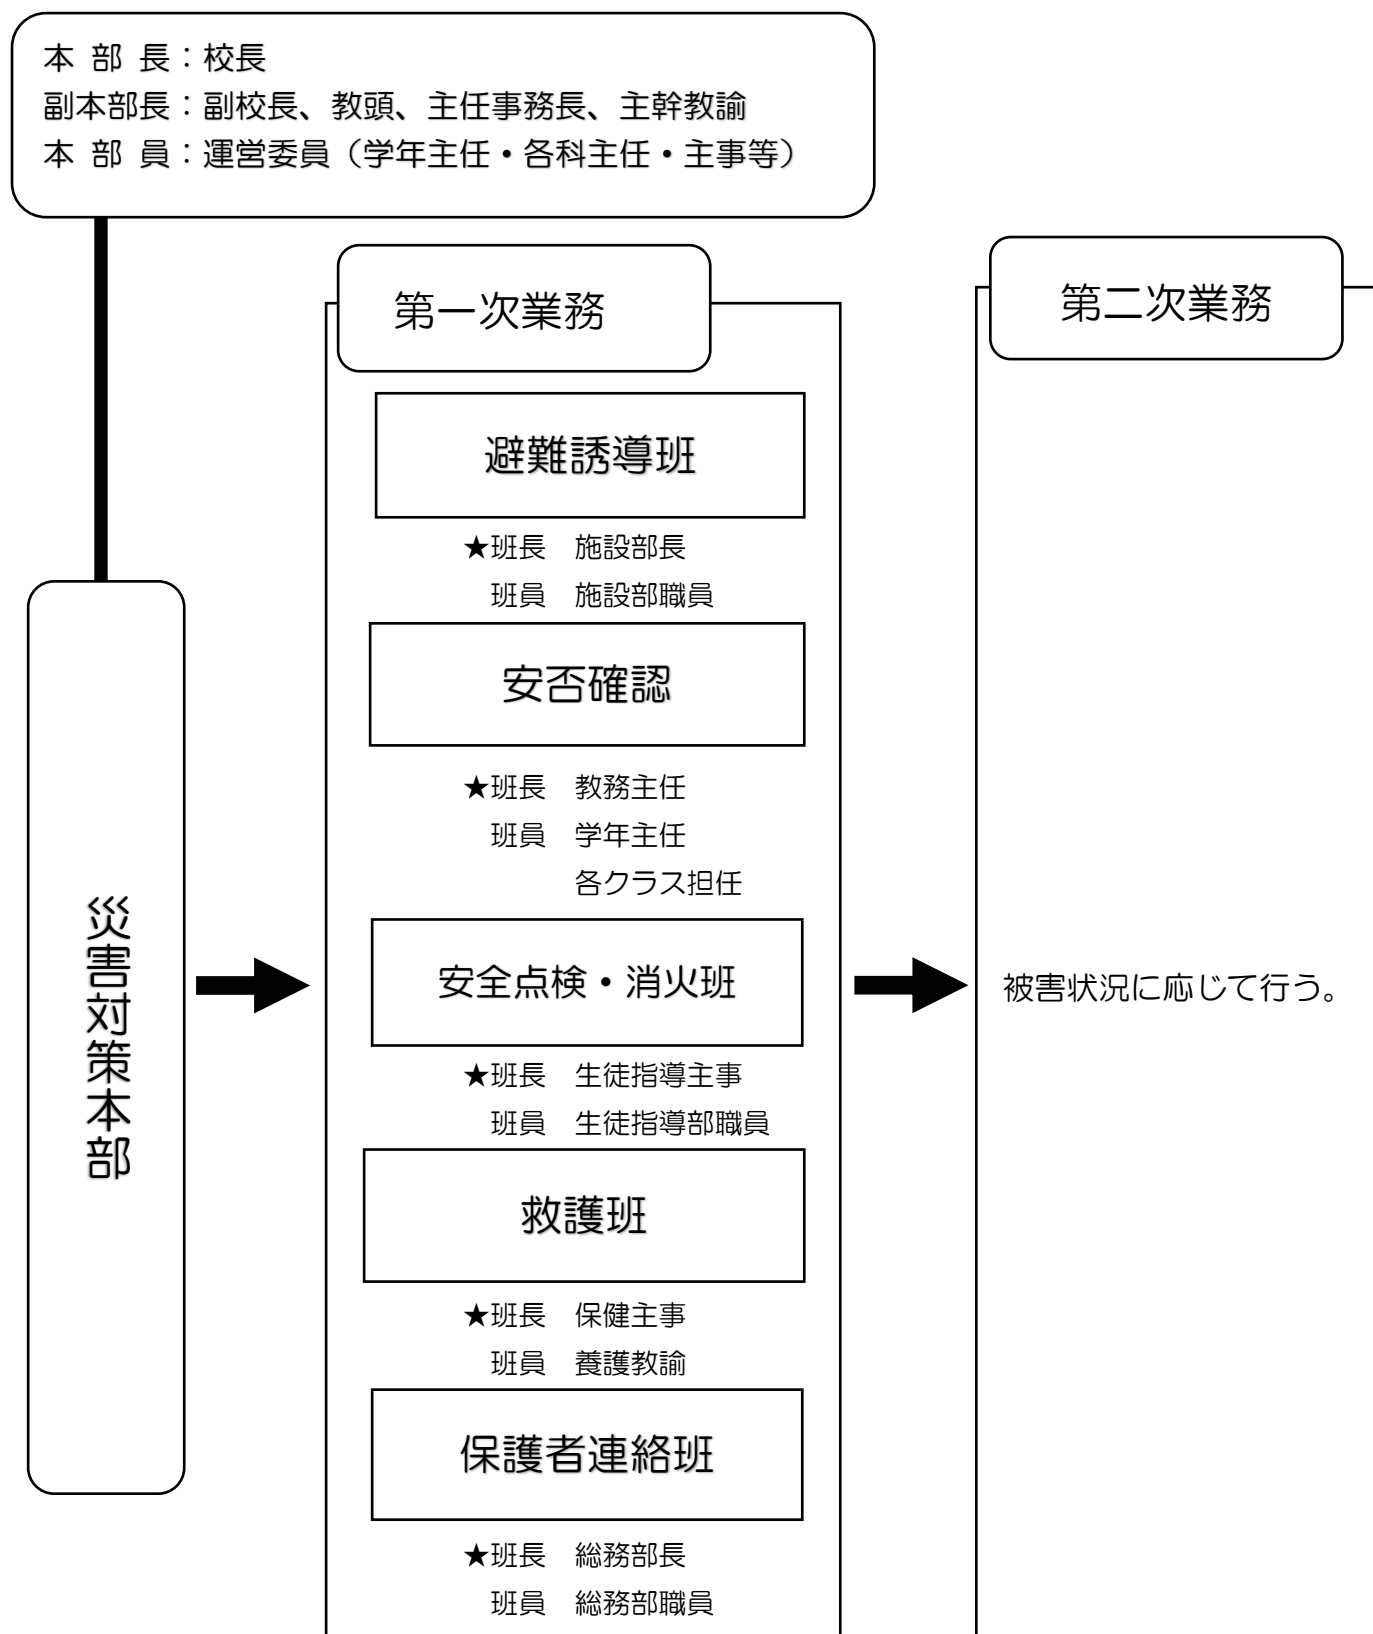 本 部 長：校長
副本部長：副校長、教頭、主任事務長、主幹教諭
本 部 員：運営委員（学年主任・各科主任・主事等）
災害対策本部
第一次業務
避難誘導班
★班長　施設部長
班員　施設部職員
安否確認
★班長　教務主任
班員　学年主任
各クラス担任
安全点検・消火班
★班長　生徒指導主事
班員　生徒指導部職員
救護班
★班長　保健主事
班員　養護教諭
保護者連絡班
★班長　総務部長
班員　総務部職員
第二次業務
被害状況に応じて行う。